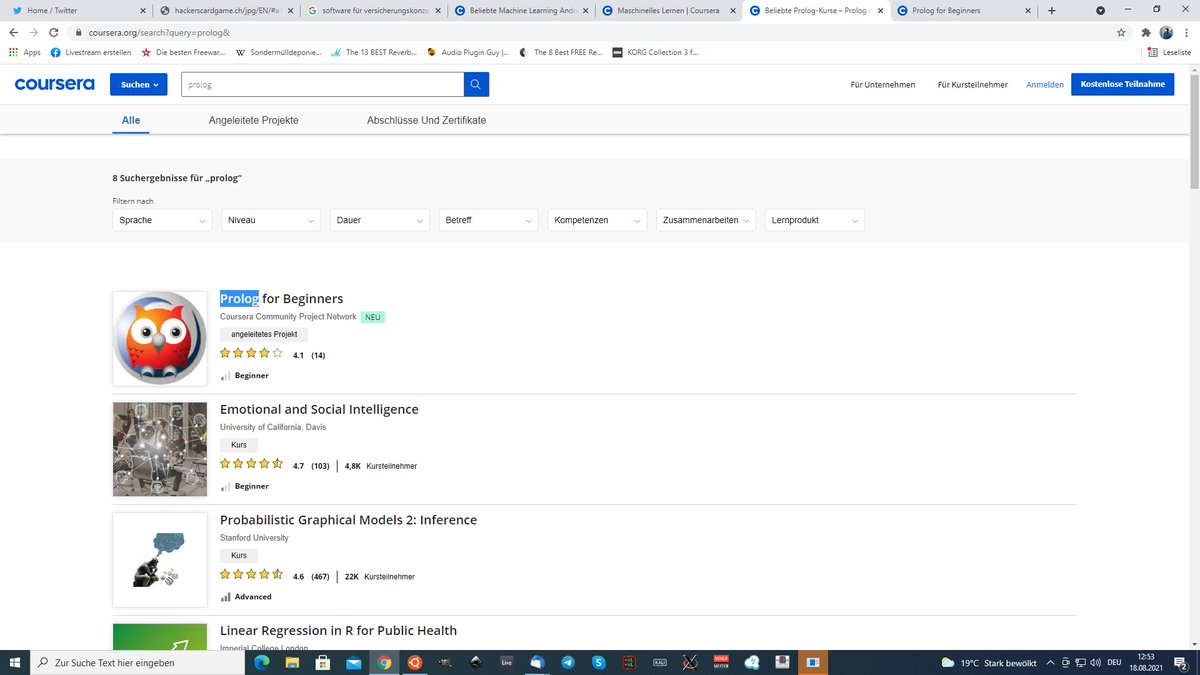 Home / Twitter
hackerscardgame.ch/jpg/EN/#a1
software für versicherungskonze
Beliebte Machine Learning Andre
Maschinelles Lernen | Coursera
Beliebte Prolog-Kurse – Prolog s
Prolog for Beginners
coursera.org/search?query=prolog&
Apps
Livestream erstellen
Die besten Freewar...
Sondermülldeponie...
The 13 BEST Reverb...
Audio Plugin Guy |...
The 8 Best FREE Re...
KORG Collection 3 f...
Leseliste
coursera
Suchen
prolog
Für Unternehmen
Für Kursteilnehmer
Anmelden
Kostenlose Teilnahme
Alle
Angeleitete Projekte
Abschlüsse Und Zertifikate
8 Suchergebnisse für „prolog“
Filtern nach
Sprache
Niveau
Dauer
Betreff
Kompetenzen
Zusammenarbeiten
Lernprodukt
Prolog for Beginners
Coursera Community Project Network NEU
angeleitetes Projekt
4.1 (14)
Beginner
Emotional and Social Intelligence
University of California, Davis
Kurs
4.7 (103) | 4,8K Kursteilnehmer
Beginner
Probabilistic Graphical Models 2: Inference
Stanford University
Kurs
4.6 (467) | 22K Kursteilnehmer
Advanced
Linear Regression in R for Public Health
Imperial College London
Zur Suche Text hier eingeben
Live
19°C Stark bewölkt
DEU
12:53
18.08.2021
2